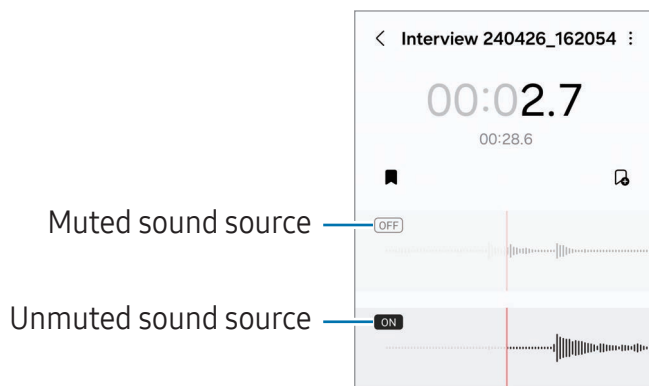 Interview 240426_162054
00:02.7
00:28.6
Muted sound source
OFF
Unmuted sound source
ON